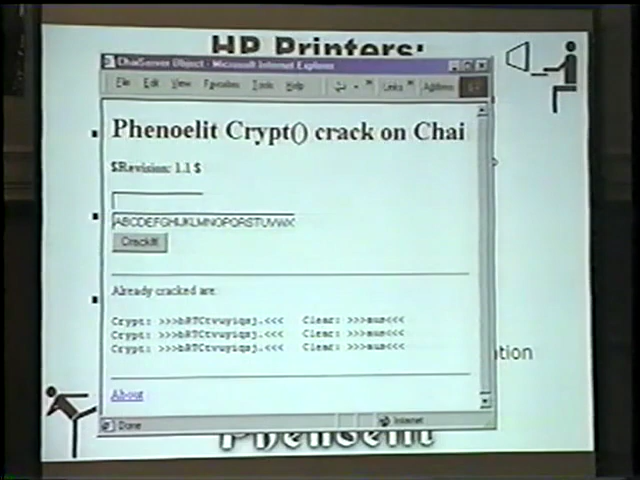 HP Printers:
ChaiServer Object - Microsoft Internet Explorer
File Edit View Favorites Tools Help Links Address
Phenoelit Crypt() crack on Chai
$Revision: 1.1 $
ABCDEFGHIJKLMNOPQRSTUVWX
CrackIt!
Already cracked are:
Crypt: >>>bRTCtvuyiqsj.<<< Clear: >>>mum<<<
Crypt: >>>bRTCtvuyiqsj.<<< Clear: >>>mum<<<
Crypt: >>>bRTCtvuyiqsj.<<< Clear: >>>mum<<<
About
Done Internet
Phenoelit